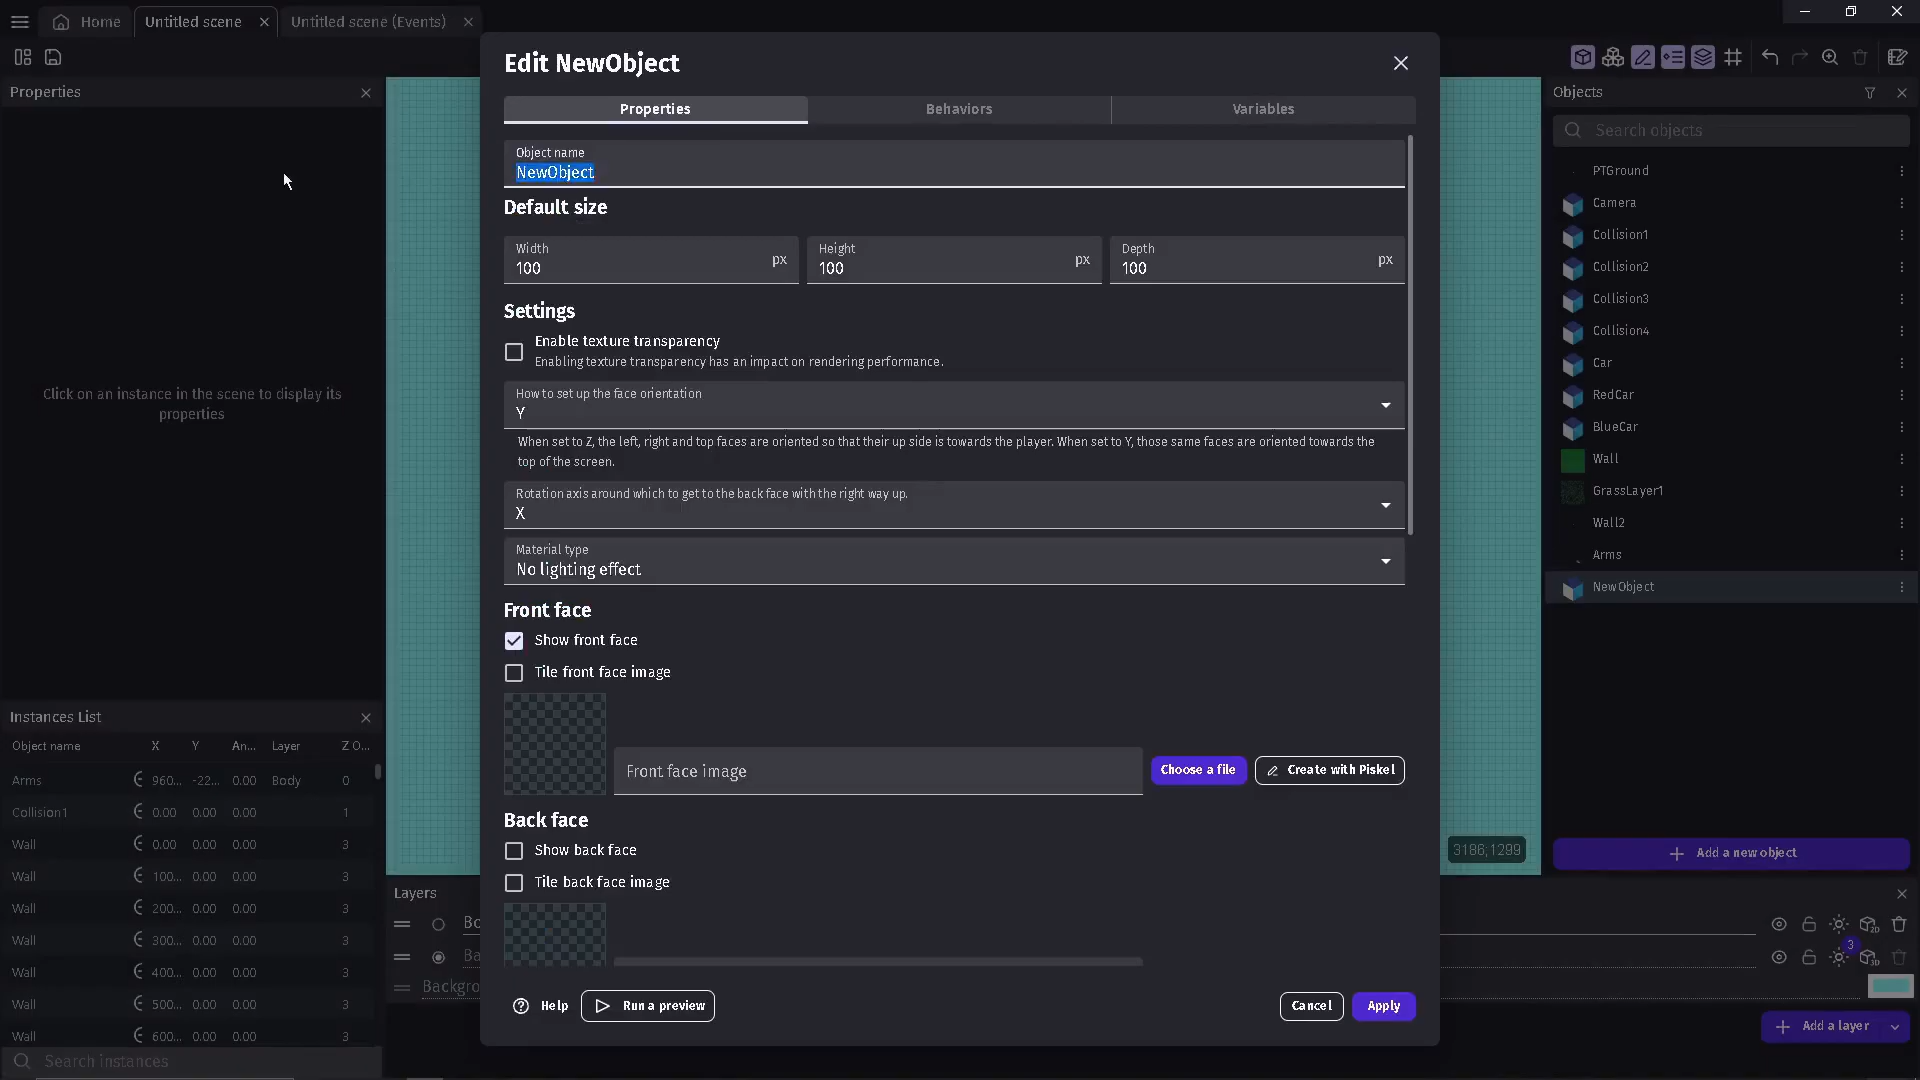 Home
Untitled scene
Untitled scene (Events)
Properties
Click on an instance in the scene to display its
properties
Instances List
Object name X Y An... Layer Z O...
Arms 960... -22... 0.00 Body 0
Collision1 0.00 0.00 0.00 1
Wall 0.00 0.00 0.00 3
Wall 100... 0.00 0.00 3
Wall 200... 0.00 0.00 3
Wall 300... 0.00 0.00 3
Wall 400... 0.00 0.00 3
Wall 500... 0.00 0.00 3
Wall 600... 0.00 0.00 3
Search instances
Edit NewObject
Properties
Behaviors
Variables
Object name
NewObject
Default size
Width
100 px
Height
100 px
Depth
100 px
Settings
Enable texture transparency
Enabling texture transparency has an impact on rendering performance.
How to set up the face orientation
Y
When set to Z, the left, right and top faces are oriented so that their up side is towards the player. When set to Y, those same faces are oriented towards the
top of the screen.
Rotation axis around which to get to the back face with the right way up.
X
Material type
No lighting effect
Front face
Show front face
Tile front face image
Front face image
Choose a file
Create with Piskel
Back face
Show back face
Tile back face image
Help
Run a preview
Cancel
Apply
Layers
Bo
Ba
Backgro
3186;1299
Objects
Search objects
PTGround
Camera
Collision1
Collision2
Collision3
Collision4
Car
RedCar
BlueCar
Wall
GrassLayer1
Wall2
Arms
NewObject
Add a new object
2D
3
3D
Add a layer